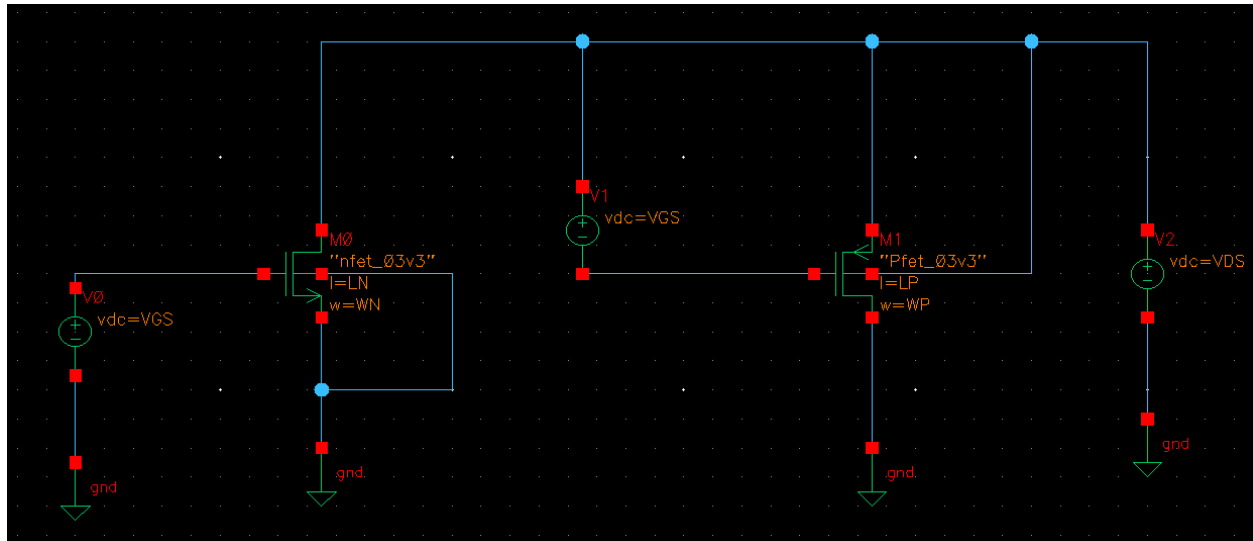 V1
vdc=VGS
M0
"nfet_03v3"
l=LN
w=WN
M1
"Pfet_03v3"
l=LP
w=WP
V2
vdc=VDS
V0
vdc=VGS
gnd
gnd
gnd
gnd